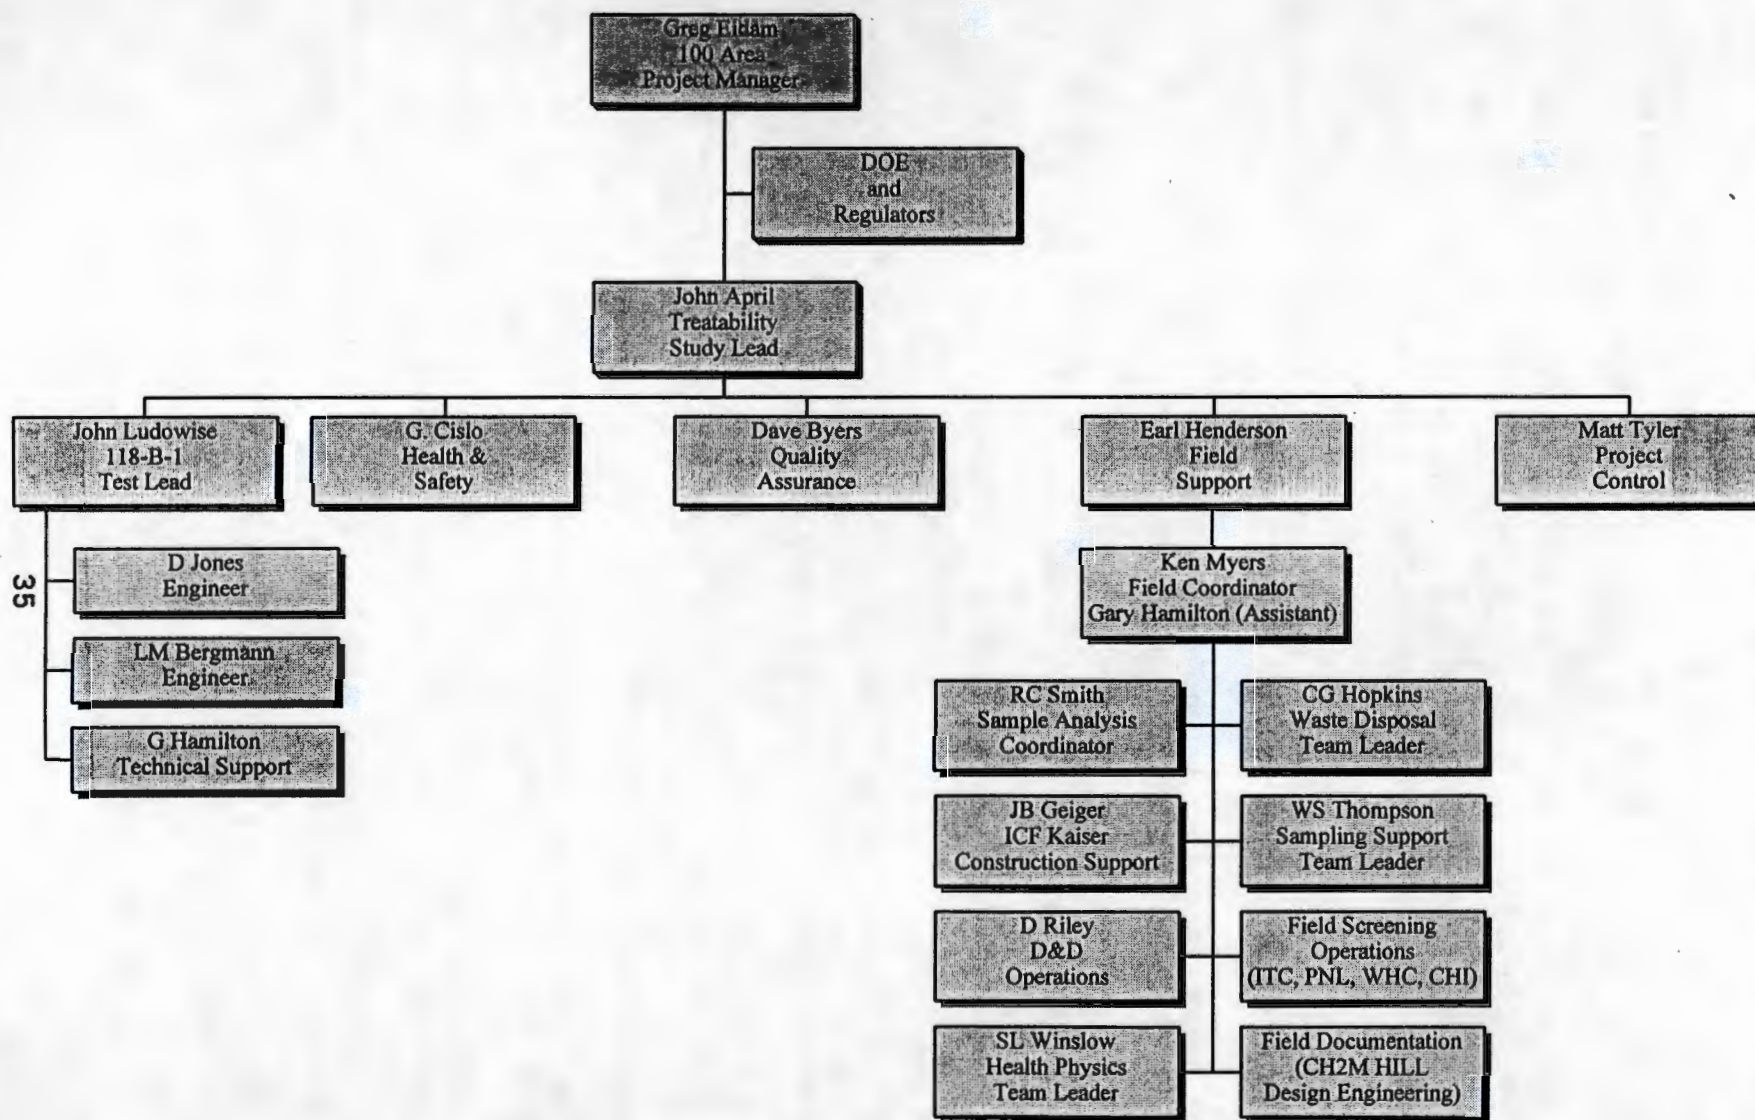 Greg Eidam
100 Area
Project Manager
DOE
and
Regulators
John April
Treatability
Study Lead
John Ludowise
118-B-1
Test Lead
G. Cislo
Health &
Safety
Dave Byers
Quality
Assurance
Earl Henderson
Field
Support
Matt Tyler
Project
Control
D Jones
Engineer
LM Bergmann
Engineer
G Hamilton
Technical Support
35
Ken Myers
Field Coordinator
Gary Hamilton (Assistant)
RC Smith
Sample Analysis
Coordinator
CG Hopkins
Waste Disposal
Team Leader
JB Geiger
ICF Kaiser
Construction Support
WS Thompson
Sampling Support
Team Leader
D Riley
D&D
Operations
Field Screening
Operations
(ITC, PNL, WHC, CHI)
SL Winslow
Health Physics
Team Leader
Field Documentation
(CH2M HILL
Design Engineering)